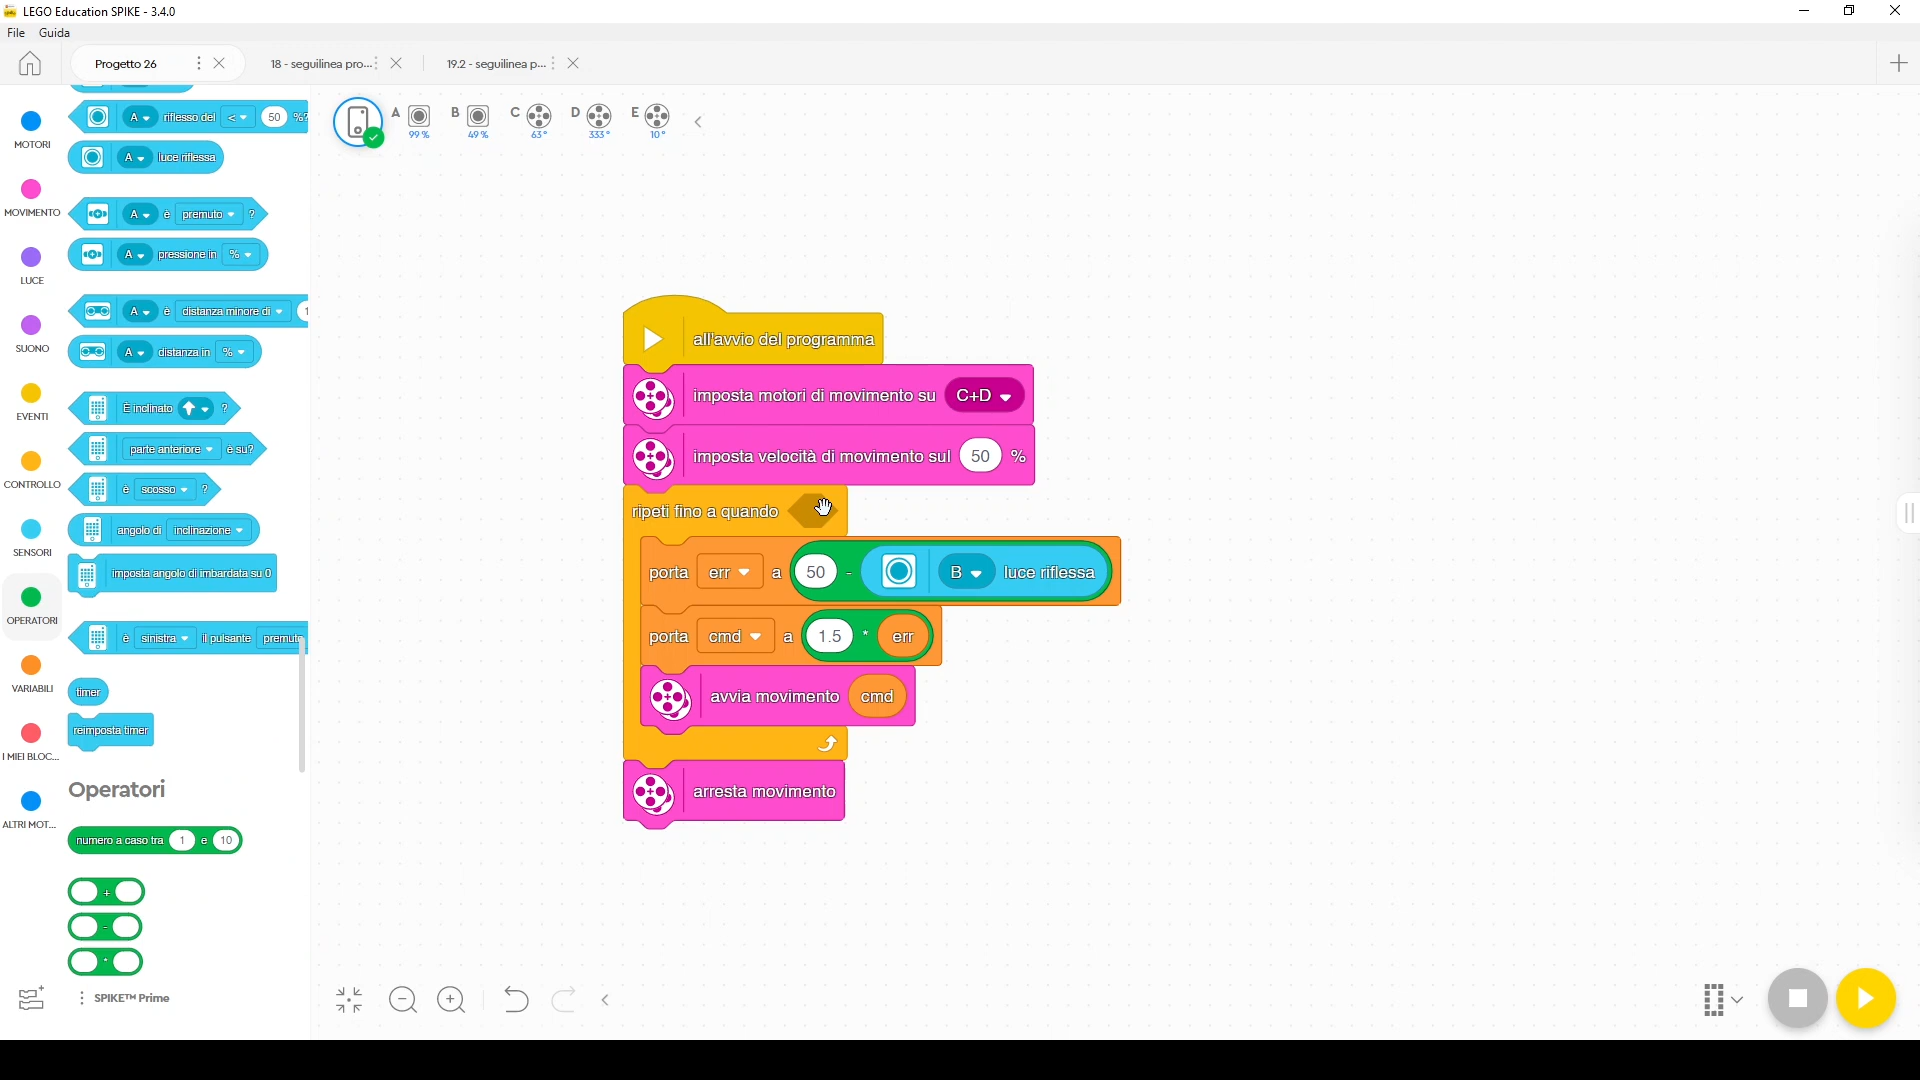 LEGO Education SPIKE - 3.4.0
File Guida
Progetto 26
18 - seguilinea pro...
19.2 - seguilinea p...
MOTORI
MOVIMENTO
LUCE
SUONO
EVENTI
CONTROLLO
SENSORI
OPERATORI
VARIABILI
I MIEI BLOC...
ALTRI MOT...
A riflesso del < 50 %?
A luce riflessa
A è premuto ?
A pressione in %
A è distanza minore di 1
A distanza in %
È inclinato ?
parte anteriore è su?
è scosso ?
angolo di inclinazione
imposta angolo di imbardata su 0
è sinistra il pulsante premuto
timer
reimposta timer
Operatori
numero a caso tra 1 e 10
+
-
*
SPIKE™ Prime
A 99% B 49% C 63° D 333° E 10°
all'avvio del programma
imposta motori di movimento su C+D
imposta velocità di movimento sul 50 %
ripeti fino a quando
porta err a 50 - B luce riflessa
porta cmd a 1.5 * err
avvia movimento cmd
arresta movimento